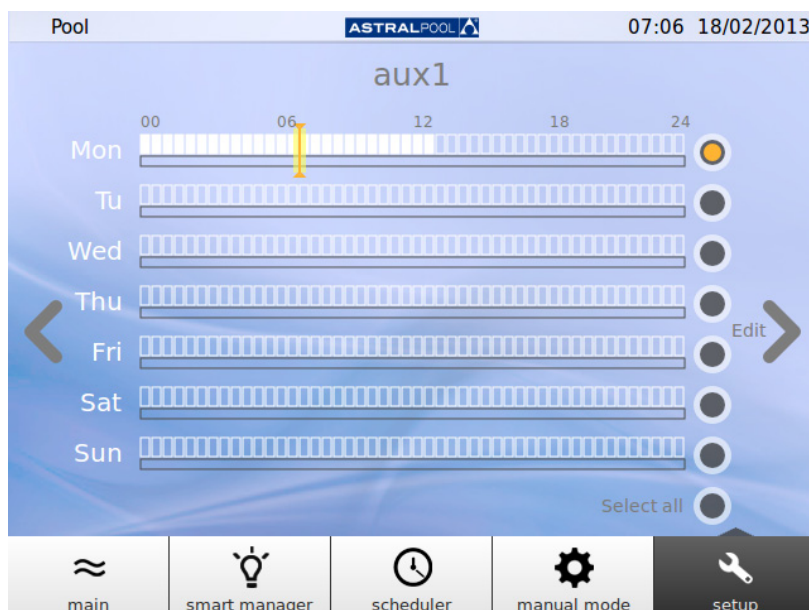 Pool ASTRALPOOL 07:06 18/02/2013
aux1
00 06 12 18 24
Mon
Tu
Wed
Thu
Fri
Edit
Sat
Sun
Select all
main smart manager scheduler manual mode setup